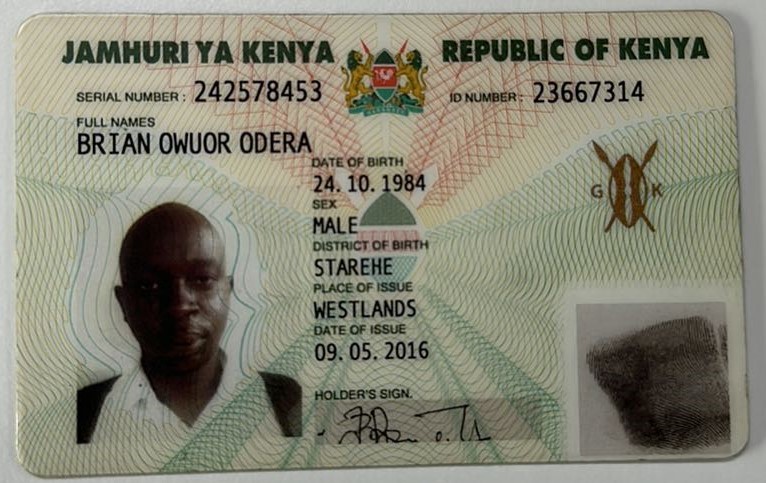 JAMHURI YA KENYA REPUBLIC OF KENYA
SERIAL NUMBER: 242578453 ID NUMBER: 23667314
FULL NAMES
BRIAN OWUOR ODERA
DATE OF BIRTH
24.10.1984
SEX
MALE
G K
DISTRICT OF BIRTH
STAREHE
PLACE OF ISSUE
WESTLANDS
DATE OF ISSUE
09.05.2016
HOLDER'S SIGN.